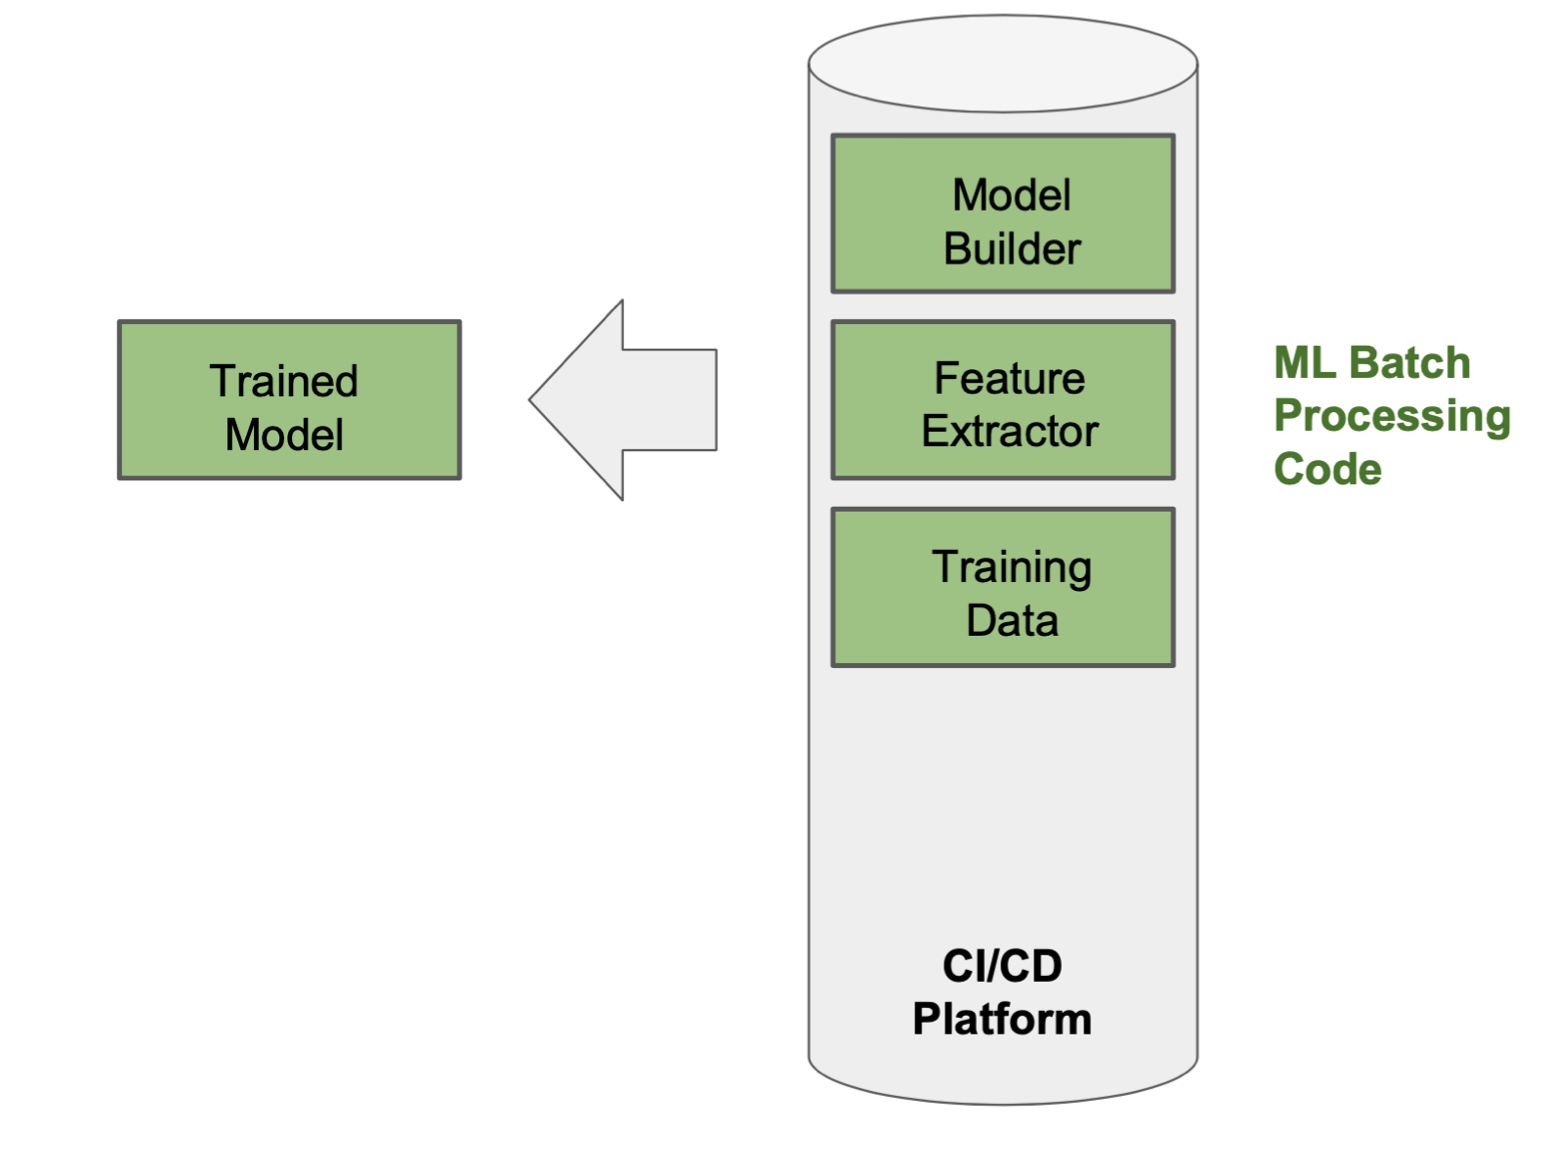 Model
Builder
Trained
Model
Feature
Extractor
ML Batch
Processing
Code
Training
Data
CI/CD
Platform